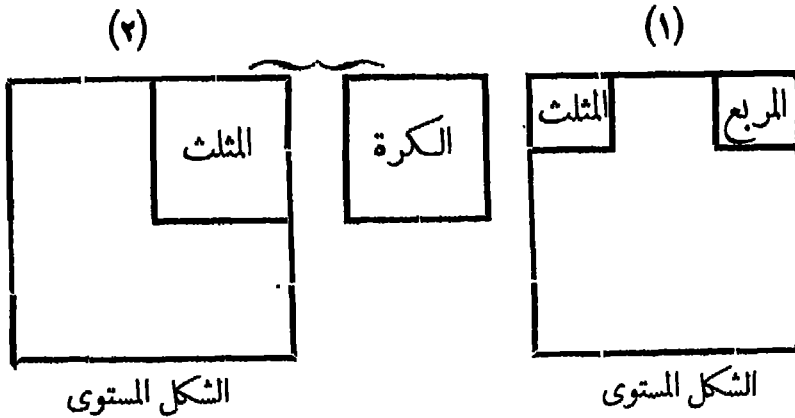 (١)
(٢)
المربع
المثلث
الكرة
المثلث
الشكل المستوى
الشكل المستوى